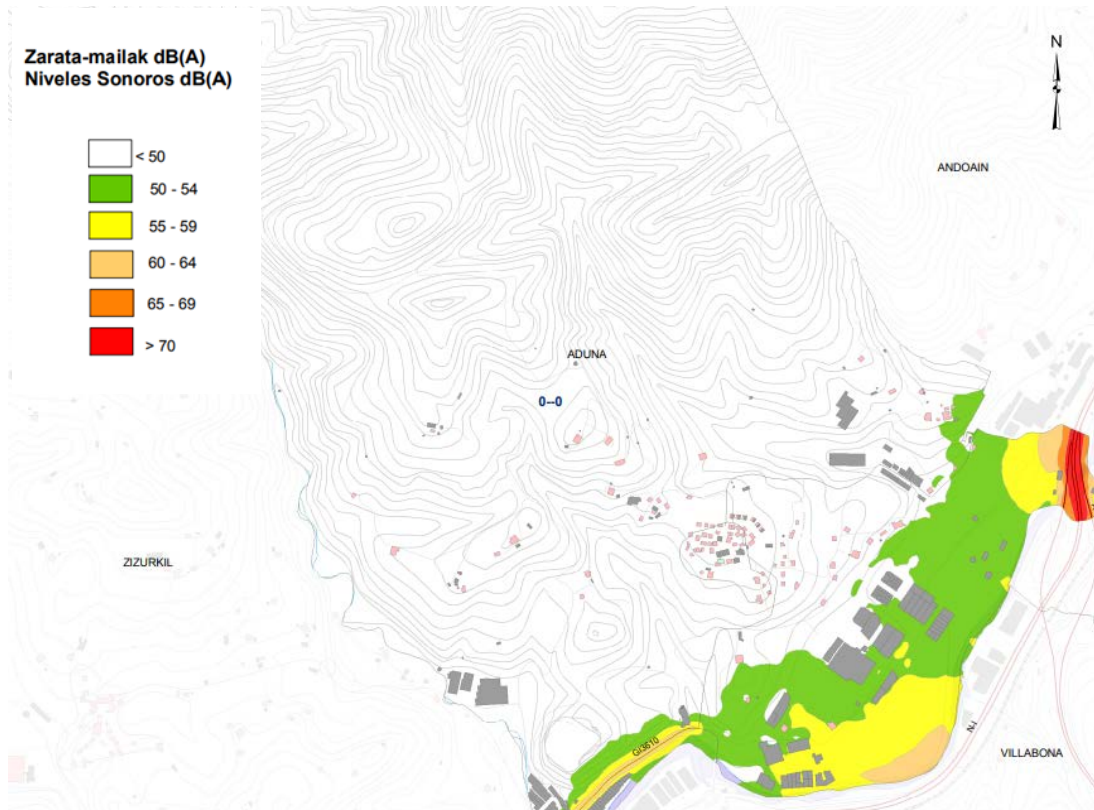 Zarata-mailak dB(A)
Niveles Sonoros dB(A)
< 50
50 - 54
55 - 59
60 - 64
65 - 69
> 70
N
ANDOAIN
ADUNA
0--0
ZIZURKIL
GI3610
N-I
VILLABONA